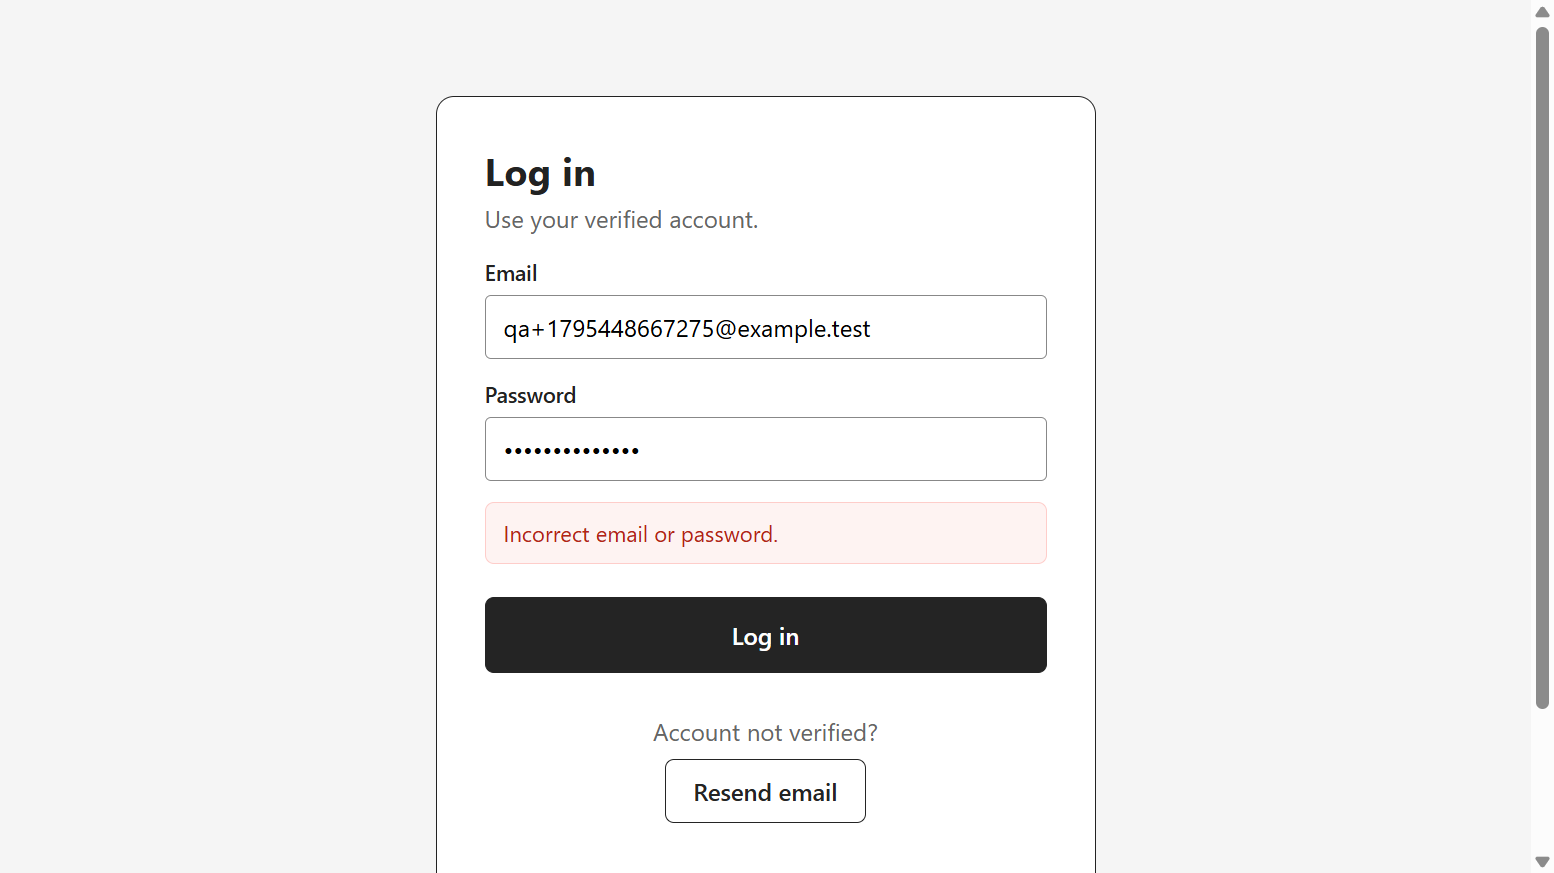 Log in
Use your verified account.
Email
qa+1795448667275@example.test
Password
••••••••••••••
Incorrect email or password.
Log in
Account not verified?
Resend email